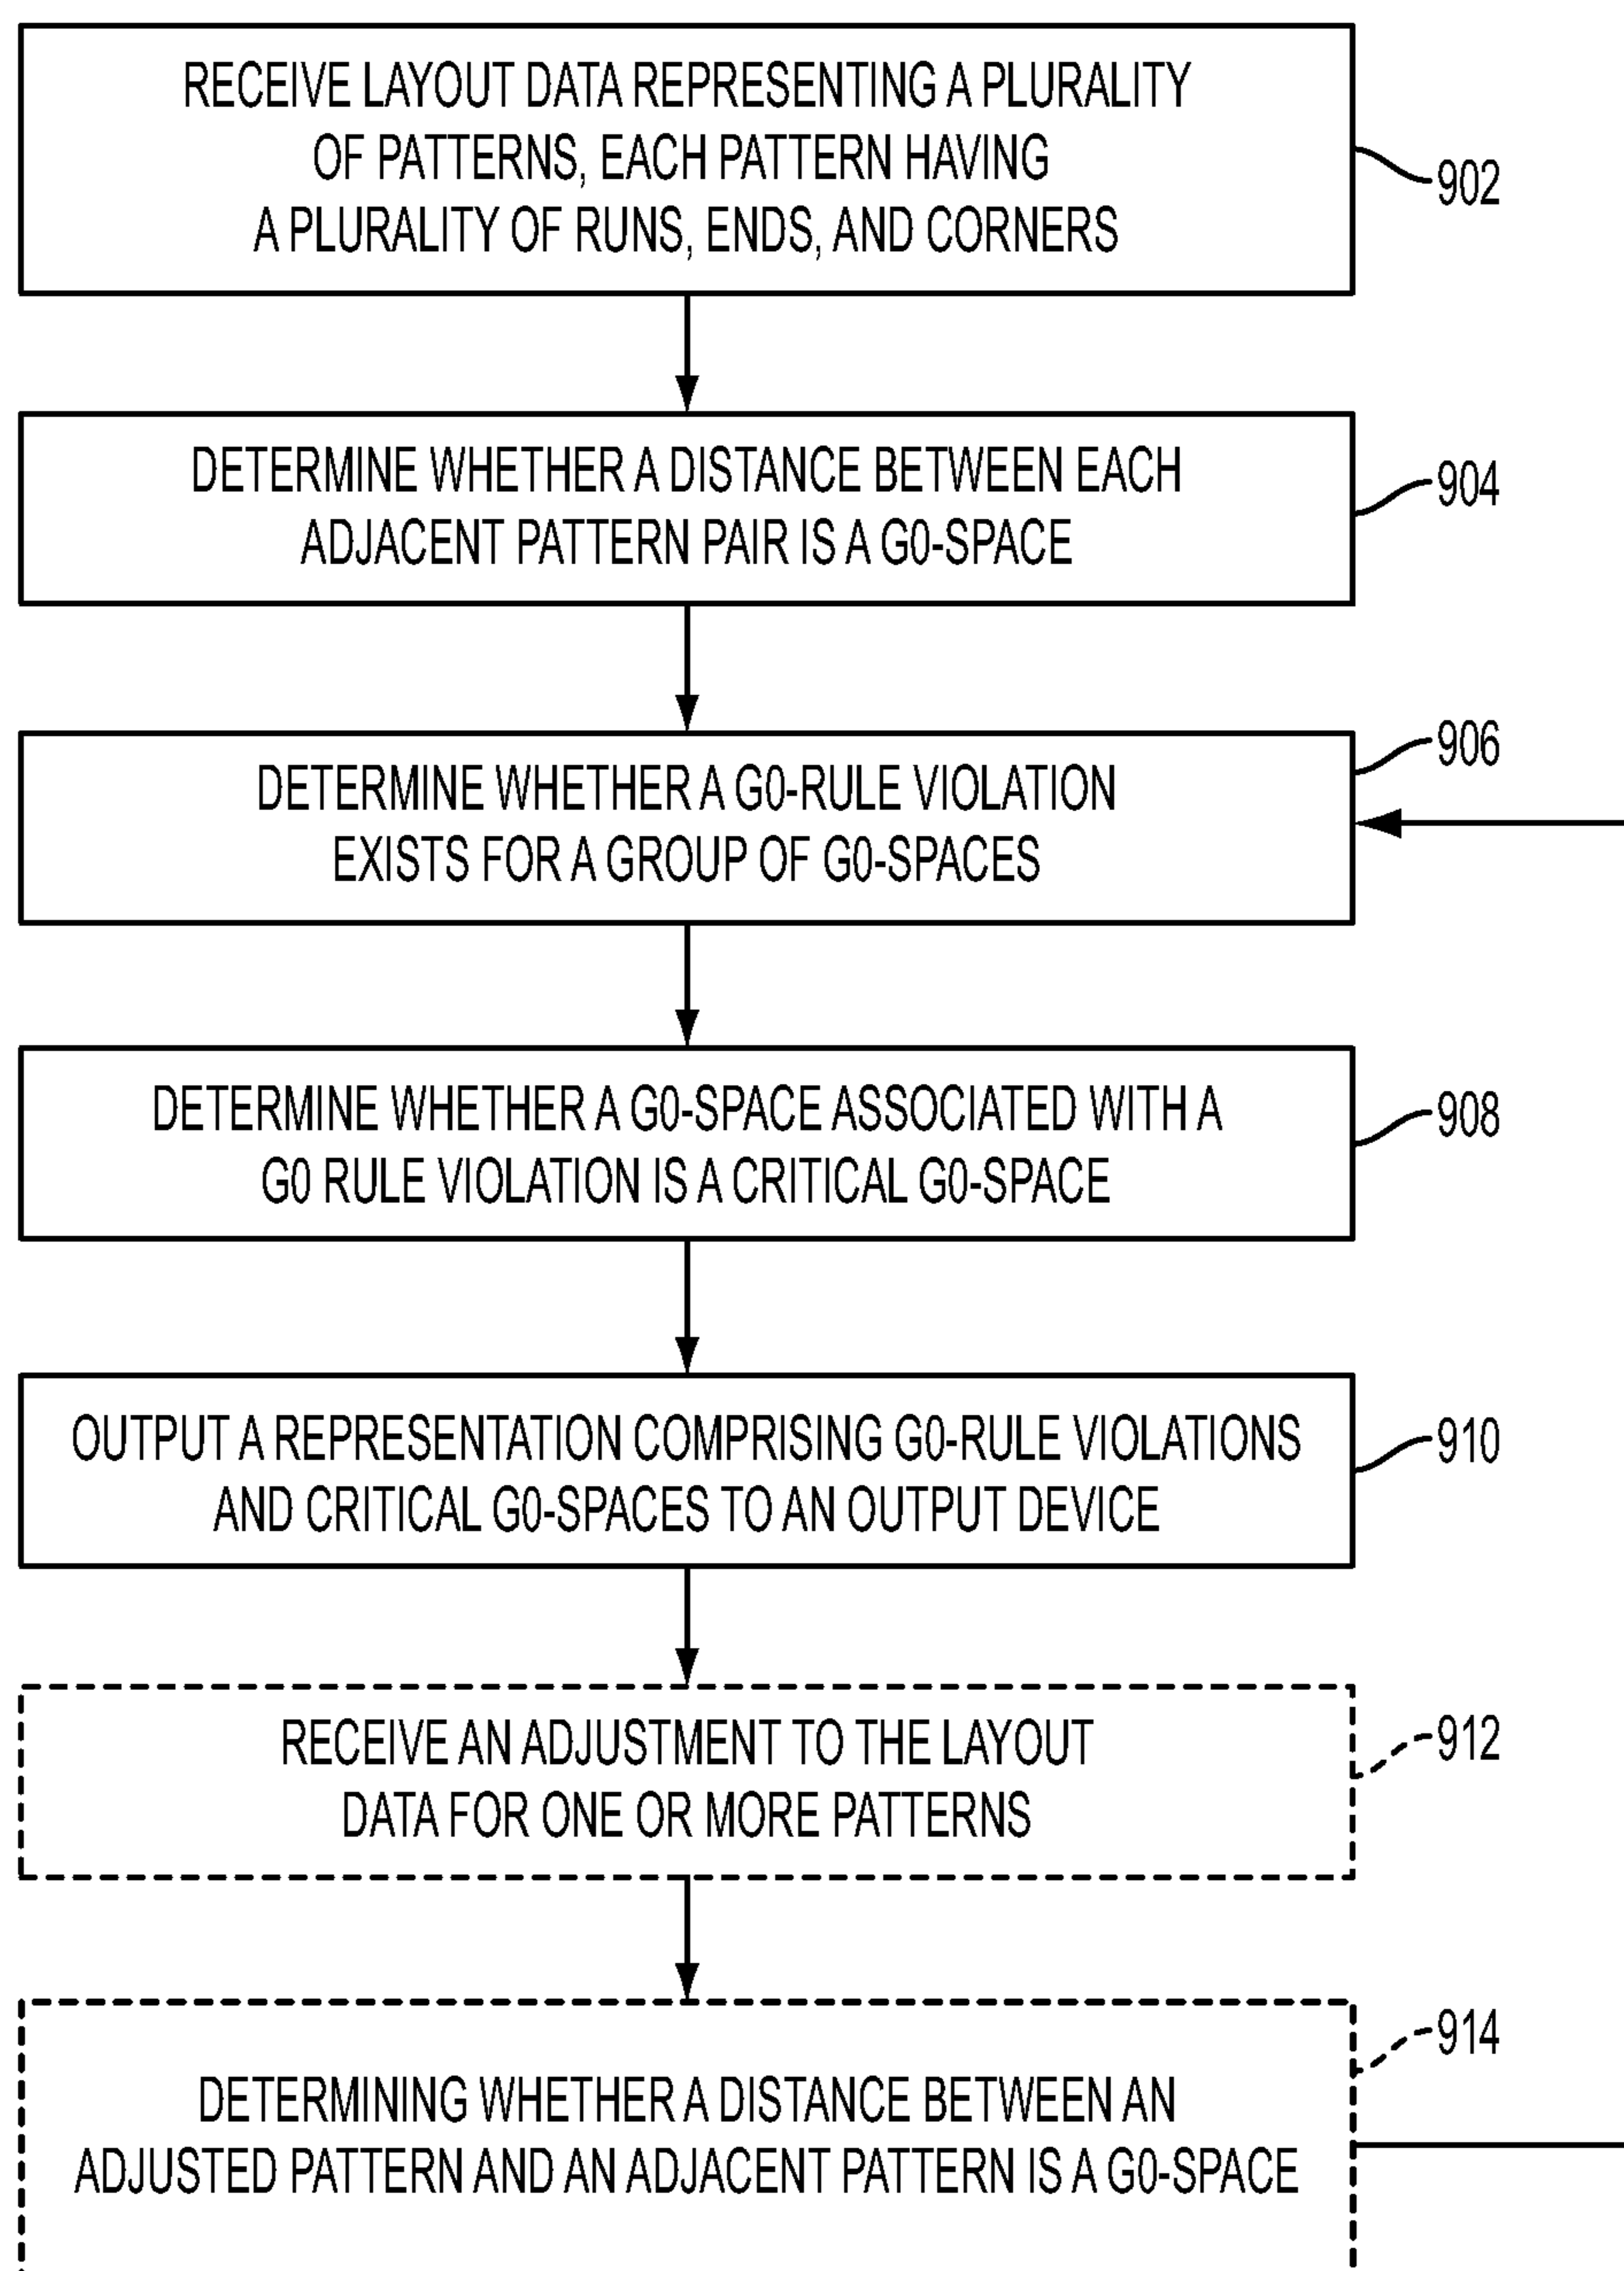 RECEIVE LAYOUT DATA REPRESENTING A PLURALITY
OF PATTERNS, EACH PATTERN HAVING
A PLURALITY OF RUNS, ENDS, AND CORNERS
902
DETERMINE WHETHER A DISTANCE BETWEEN EACH
ADJACENT PATTERN PAIR IS A G0-SPACE
904
DETERMINE WHETHER A G0-RULE VIOLATION
EXISTS FOR A GROUP OF G0-SPACES
906
DETERMINE WHETHER A G0-SPACE ASSOCIATED WITH A
G0 RULE VIOLATION IS A CRITICAL G0-SPACE
908
OUTPUT A REPRESENTATION COMPRISING G0-RULE VIOLATIONS
AND CRITICAL G0-SPACES TO AN OUTPUT DEVICE
910
RECEIVE AN ADJUSTMENT TO THE LAYOUT
DATA FOR ONE OR MORE PATTERNS
912
DETERMINING WHETHER A DISTANCE BETWEEN AN
ADJUSTED PATTERN AND AN ADJACENT PATTERN IS A G0-SPACE
914